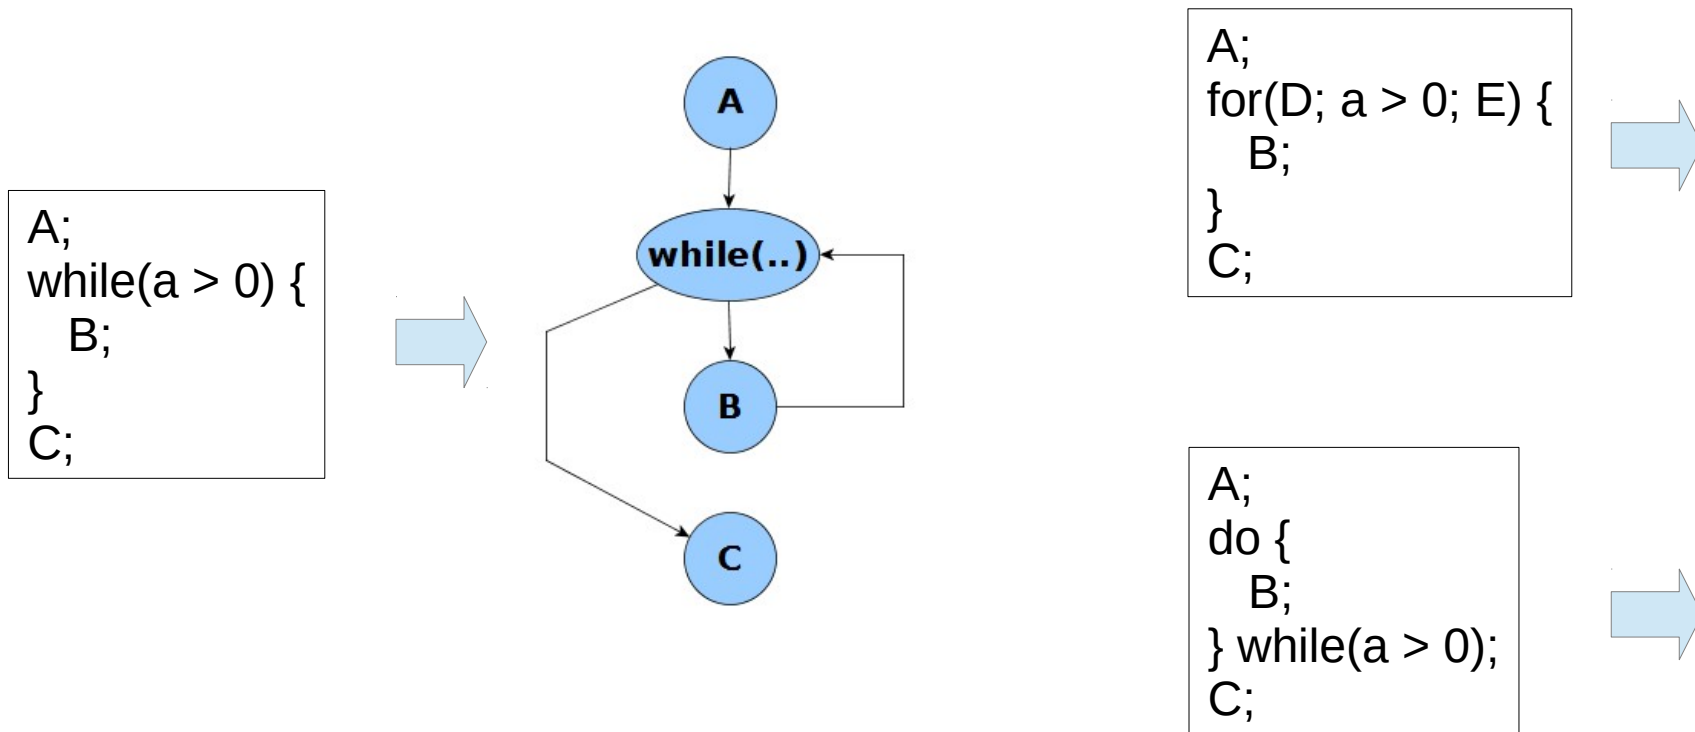 A;
while(a > 0) {
B;
}
C;
A
while(..)
B
C
A;
for(D; a > 0; E) {
B;
}
C;
A;
do {
B;
} while(a > 0);
C;